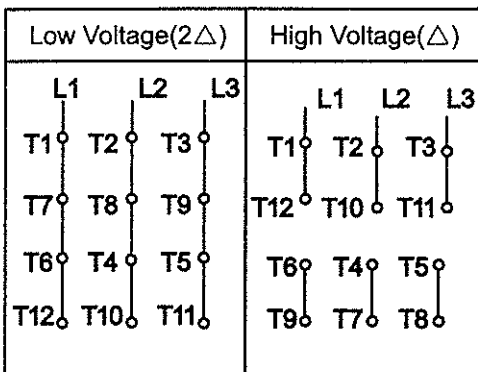 Low Voltage(2△) High Voltage(△)
L1 L2 L3 L1 L2 L3
T1 T2 T3 T1 T2 T3
T7 T8 T9 T12 T10 T11
T6 T4 T5 T6 T4 T5
T12 T10 T11 T9 T7 T8